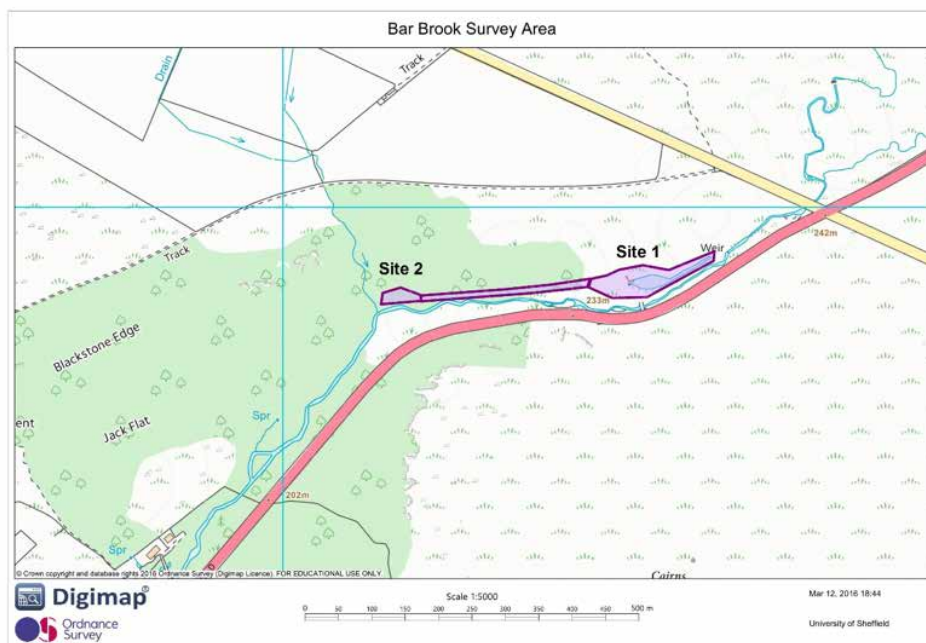 Bar Brook Survey Area
Drain
Track
242m
Weir
Site 1
Site 2
233m
Track
Blackstone Edge
Jack Flat
ent
Spr
202m
Spr
Cairns
© Crown copyright and database rights 2016 Ordnance Survey (Digimap Licence). FOR EDUCATIONAL USE ONLY.
Digimap®
Ordnance
Survey
Scale 1:5000
0 50 100 150 200 250 300 350 400 450 500 m
Mar 12, 2016 18:44
University of Sheffield